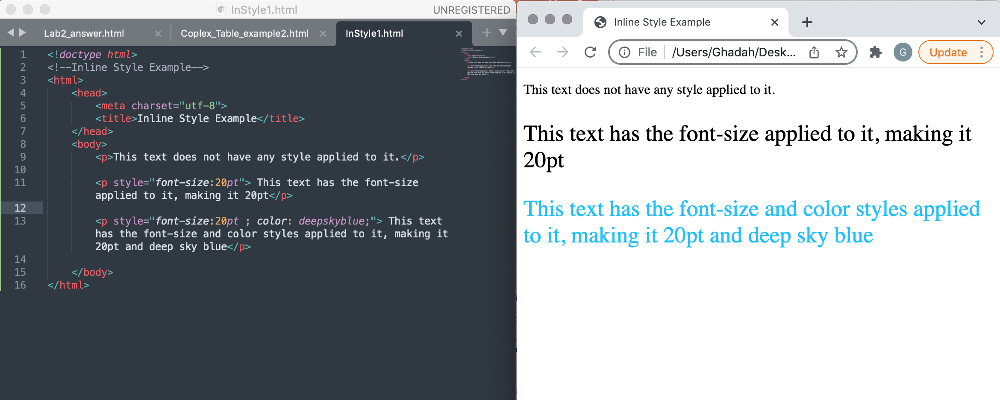 InStyle1.html
UNREGISTERED
Lab2_answer.html
Coplex_Table_example2.html
InStyle1.html
1 <!doctype html>
2 <!--Inline Style Example-->
3 <html>
4 <head>
5 <meta charset="utf-8">
6 <title>Inline Style Example</title>
7 </head>
8 <body>
9 <p>This text does not have any style applied to it.</p>
10
11 <p style="font-size:20pt"> This text has the font-size
applied to it, making it 20pt</p>
12
13 <p style="font-size:20pt ; color: deepskyblue;"> This text
has the font-size and color styles applied to it, making it
20pt and deep sky blue</p>
14
15 </body>
16 </html>
Inline Style Example
File /Users/Ghadah/Desk...
G
Update
This text does not have any style applied to it.
This text has the font-size applied to it, making it
20pt
This text has the font-size and color styles applied
to it, making it 20pt and deep sky blue